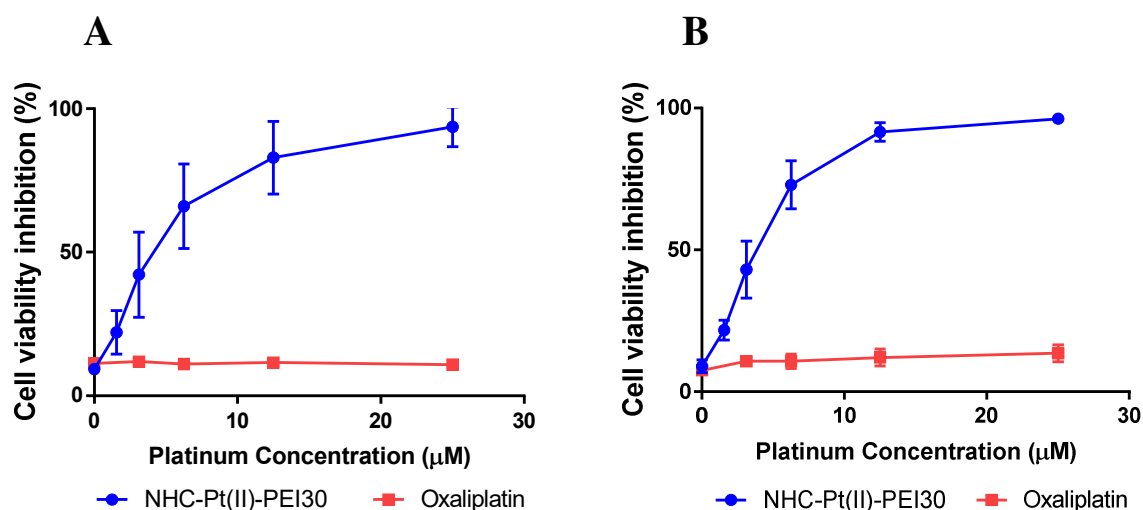 A
Cell viability inhibition (%)
100
50
0
0
10
20
30
Platinum Concentration (μM)
NHC-Pt(II)-PEI30
Oxaliplatin
B
Cell viability inhibition (%)
100
50
0
0
10
20
30
Platinum Concentration (μM)
NHC-Pt(II)-PEI30
Oxaliplatin